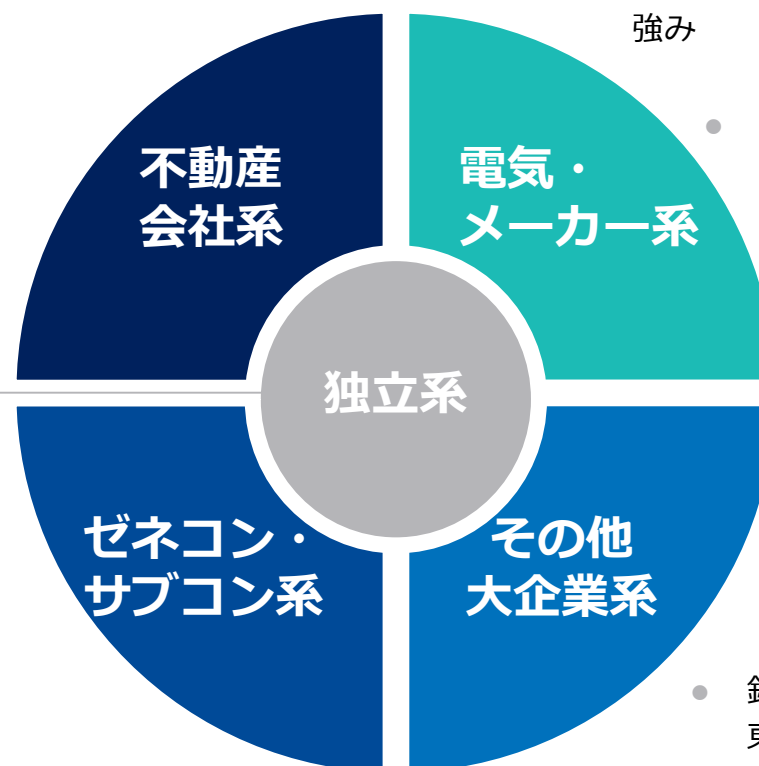 強み
不動産
会社系
電気・
メーカー系
独立系
ゼネコン・
サブコン系
その他
大企業系